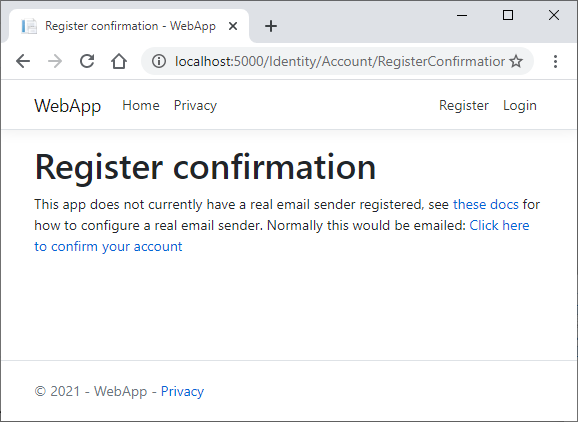 Register confirmation - WebApp
localhost:5000/Identity/Account/RegisterConfirmation
WebApp Home Privacy Register Login
Register confirmation
This app does not currently have a real email sender registered, see these docs for
how to configure a real email sender. Normally this would be emailed: Click here
to confirm your account
© 2021 - WebApp - Privacy